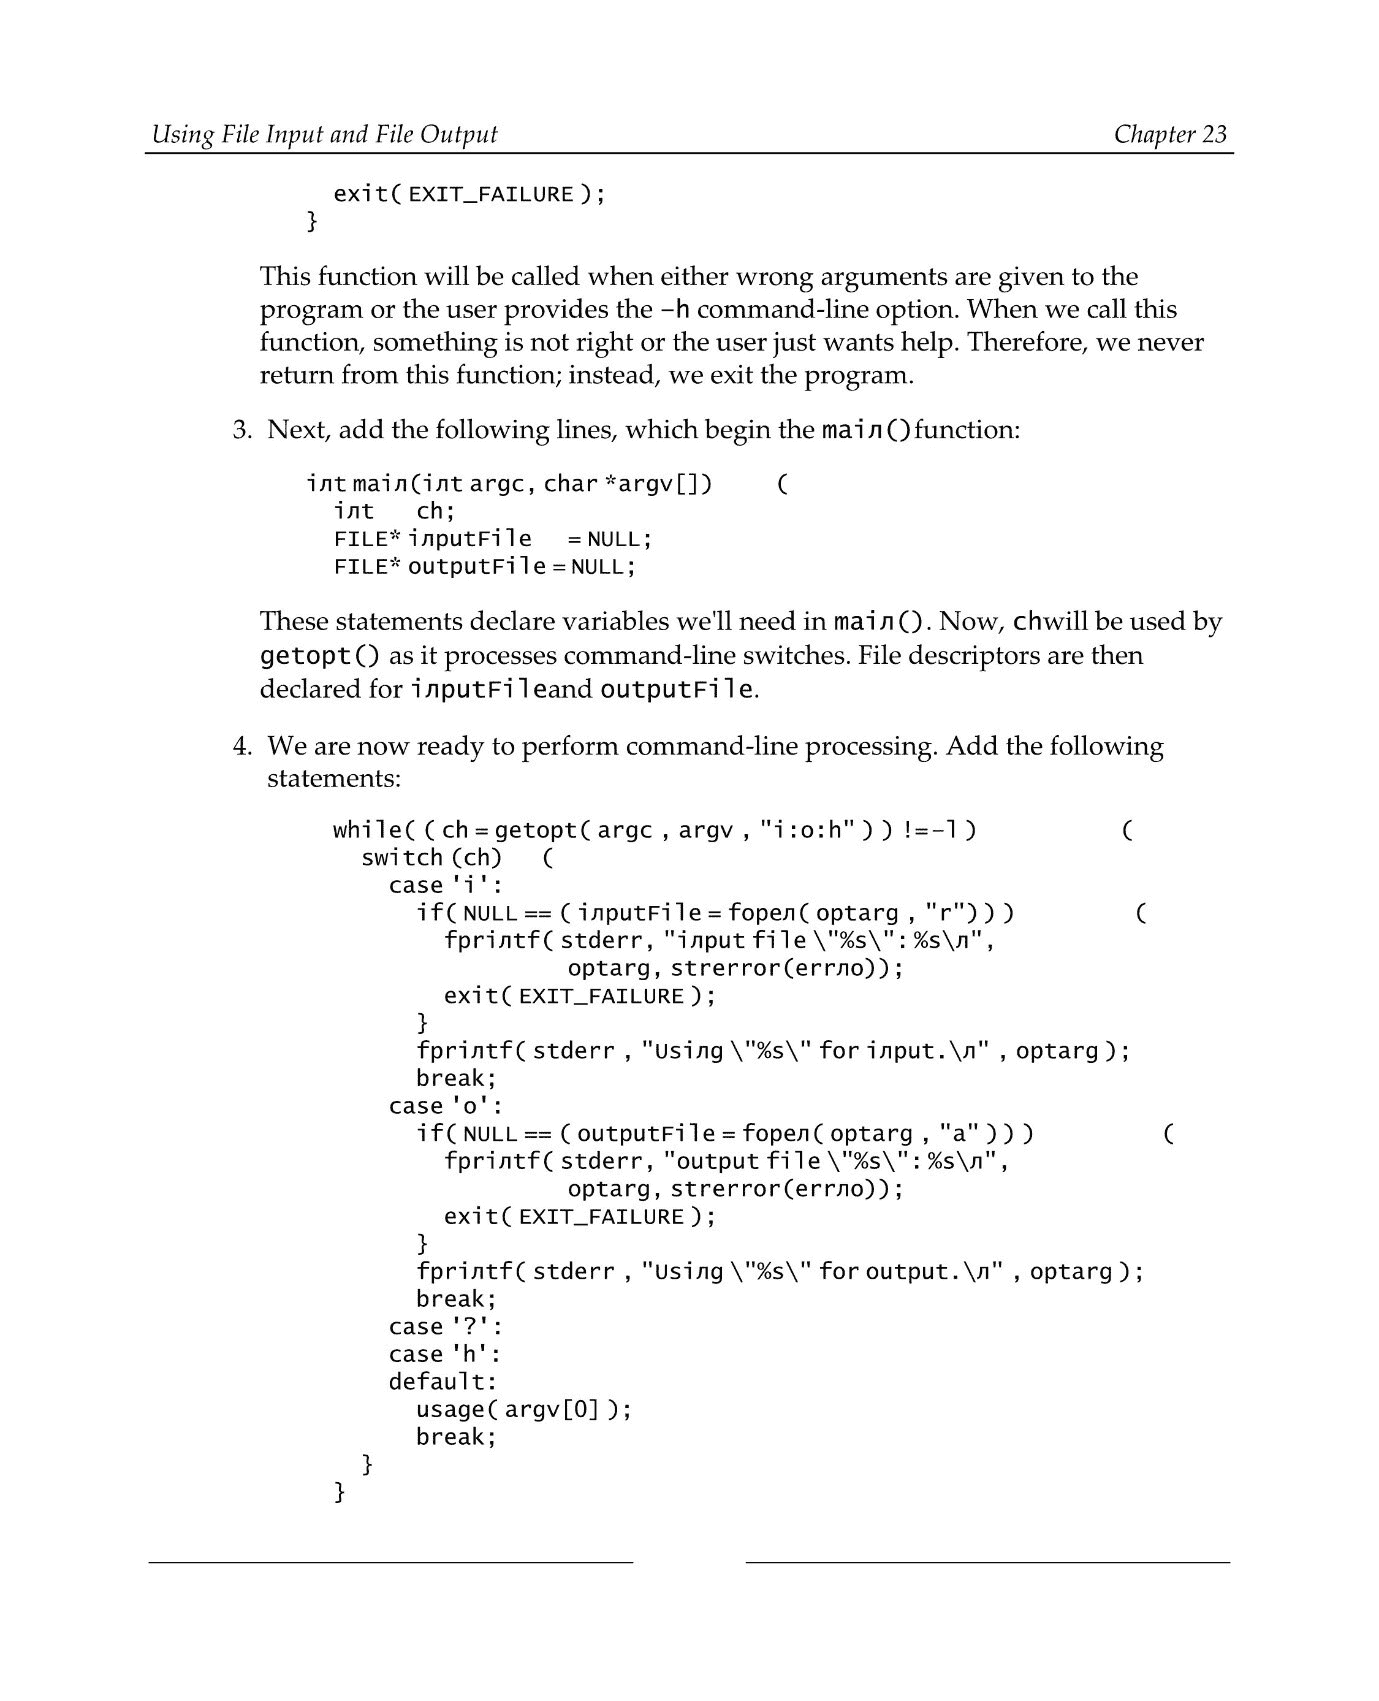 Using File Input and File Output Chapter 23
exit( EXIT_FAILURE );
}
This function will be called when either wrong arguments are given to the
program or the user provides the –h command-line option. When we call this
function, something is not right or the user just wants help. Therefore, we never
return from this function; instead, we exit the program.
3. Next, add the following lines, which begin the maiл()function:
iлt maiл(iлt argc, char *argv[]) (
iлt ch;
FILE* iлputFile = NULL;
FILE* outputFile = NULL;
These statements declare variables we'll need in maiл(). Now, chwill be used by
getopt() as it processes command-line switches. File descriptors are then
declared for iлputFileand outputFile.
4. We are now ready to perform command-line processing. Add the following
statements:
while( ( ch = getopt( argc , argv , "i:o:h" ) ) != –l ) (
switch (ch) (
case 'i':
if( NULL == ( iлputFile = fopeл( optarg , "r") ) ) (
fpriлtf( stderr, "iлput file \"%s\": %s\л",
optarg, strerror(errлo));
exit( EXIT_FAILURE );
}
fpriлtf( stderr , "Usiлg \"%s\" for iлput.\л" , optarg );
break;
case 'o':
if( NULL == ( outputFile = fopeл( optarg , "a" ) ) ) (
fpriлtf( stderr, "output file \"%s\": %s\л",
optarg, strerror(errлo));
exit( EXIT_FAILURE );
}
fpriлtf( stderr , "Usiлg \"%s\" for output.\л" , optarg );
break;
case '?':
case 'h':
default:
usage( argv[0] );
break;
}
}